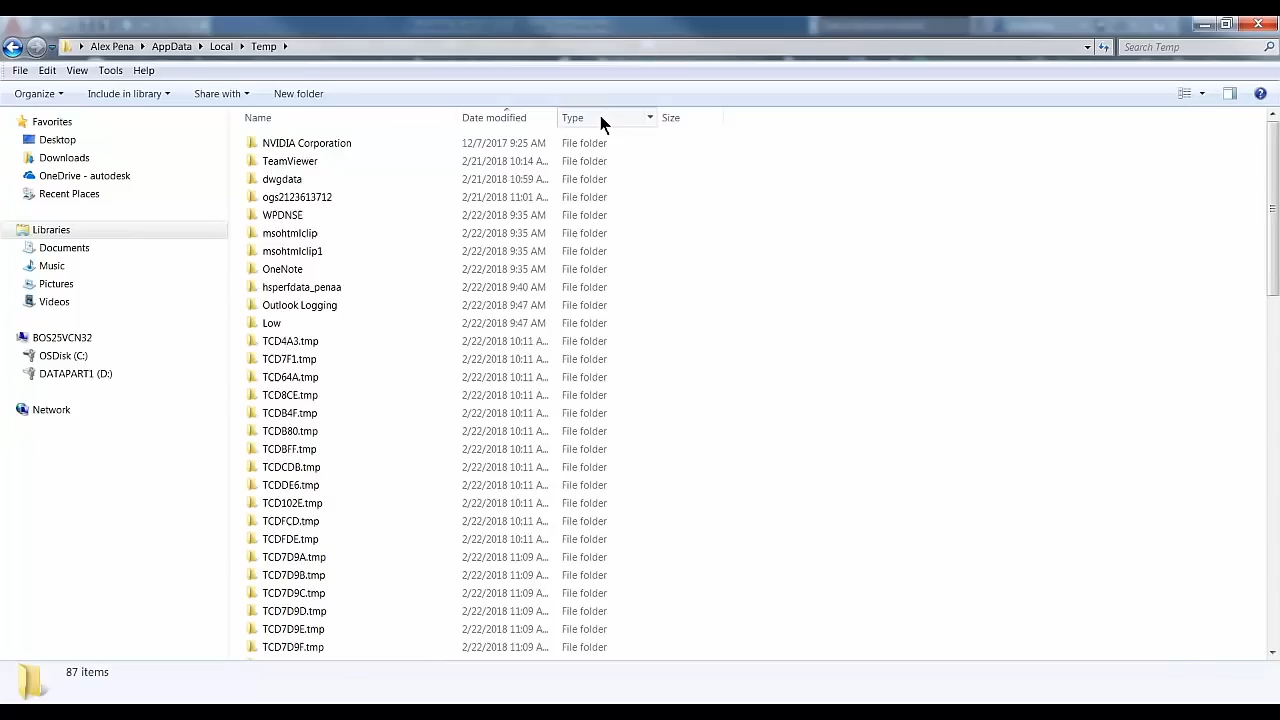 Alex Pena AppData Local Temp Search Temp
File Edit View Tools Help
Organize Include in library Share with New folder
Name Date modified Type Size
Favorites
Desktop
Downloads
OneDrive - autodesk
Recent Places
Libraries
Documents
Music
Pictures
Videos
BOS25VCN32
OSDisk (C:)
DATAPART1 (D:)
Network
NVIDIA Corporation 12/7/2017 9:25 AM File folder
TeamViewer 2/21/2018 10:14 A... File folder
dwgdata 2/21/2018 10:59 A... File folder
ogs2123613712 2/21/2018 11:01 A... File folder
WPDNSE 2/22/2018 9:35 AM File folder
msohtmlclip 2/22/2018 9:35 AM File folder
msohtmlclip1 2/22/2018 9:35 AM File folder
OneNote 2/22/2018 9:35 AM File folder
hsperfdata_penaa 2/22/2018 9:40 AM File folder
Outlook Logging 2/22/2018 9:47 AM File folder
Low 2/22/2018 9:47 AM File folder
TCD4A3.tmp 2/22/2018 10:11 A... File folder
TCD7F1.tmp 2/22/2018 10:11 A... File folder
TCD64A.tmp 2/22/2018 10:11 A... File folder
TCD8CE.tmp 2/22/2018 10:11 A... File folder
TCDB4F.tmp 2/22/2018 10:11 A... File folder
TCDB80.tmp 2/22/2018 10:11 A... File folder
TCDBFF.tmp 2/22/2018 10:11 A... File folder
TCDCDB.tmp 2/22/2018 10:11 A... File folder
TCDDE6.tmp 2/22/2018 10:11 A... File folder
TCD102E.tmp 2/22/2018 10:11 A... File folder
TCDFCD.tmp 2/22/2018 10:11 A... File folder
TCDFDE.tmp 2/22/2018 10:11 A... File folder
TCD7D9A.tmp 2/22/2018 11:09 A... File folder
TCD7D9B.tmp 2/22/2018 11:09 A... File folder
TCD7D9C.tmp 2/22/2018 11:09 A... File folder
TCD7D9D.tmp 2/22/2018 11:09 A... File folder
TCD7D9E.tmp 2/22/2018 11:09 A... File folder
TCD7D9F.tmp 2/22/2018 11:09 A... File folder
87 items